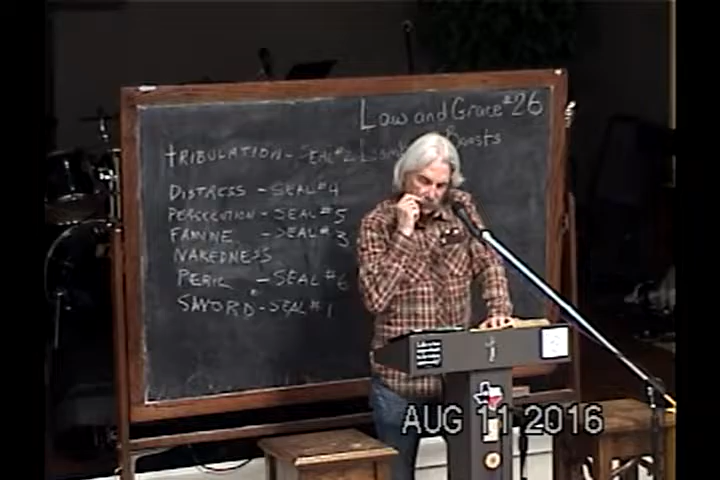 Law and Grace #26
Boasts
TRIBULATION - SEAL #2
DISTRESS - SEAL #4
PERSECUTION - SEAL #5
FAMINE - SEAL #3
NAKEDNESS
PERIL - SEAL #6
SWORD - SEAL #1
AUG 11 2016